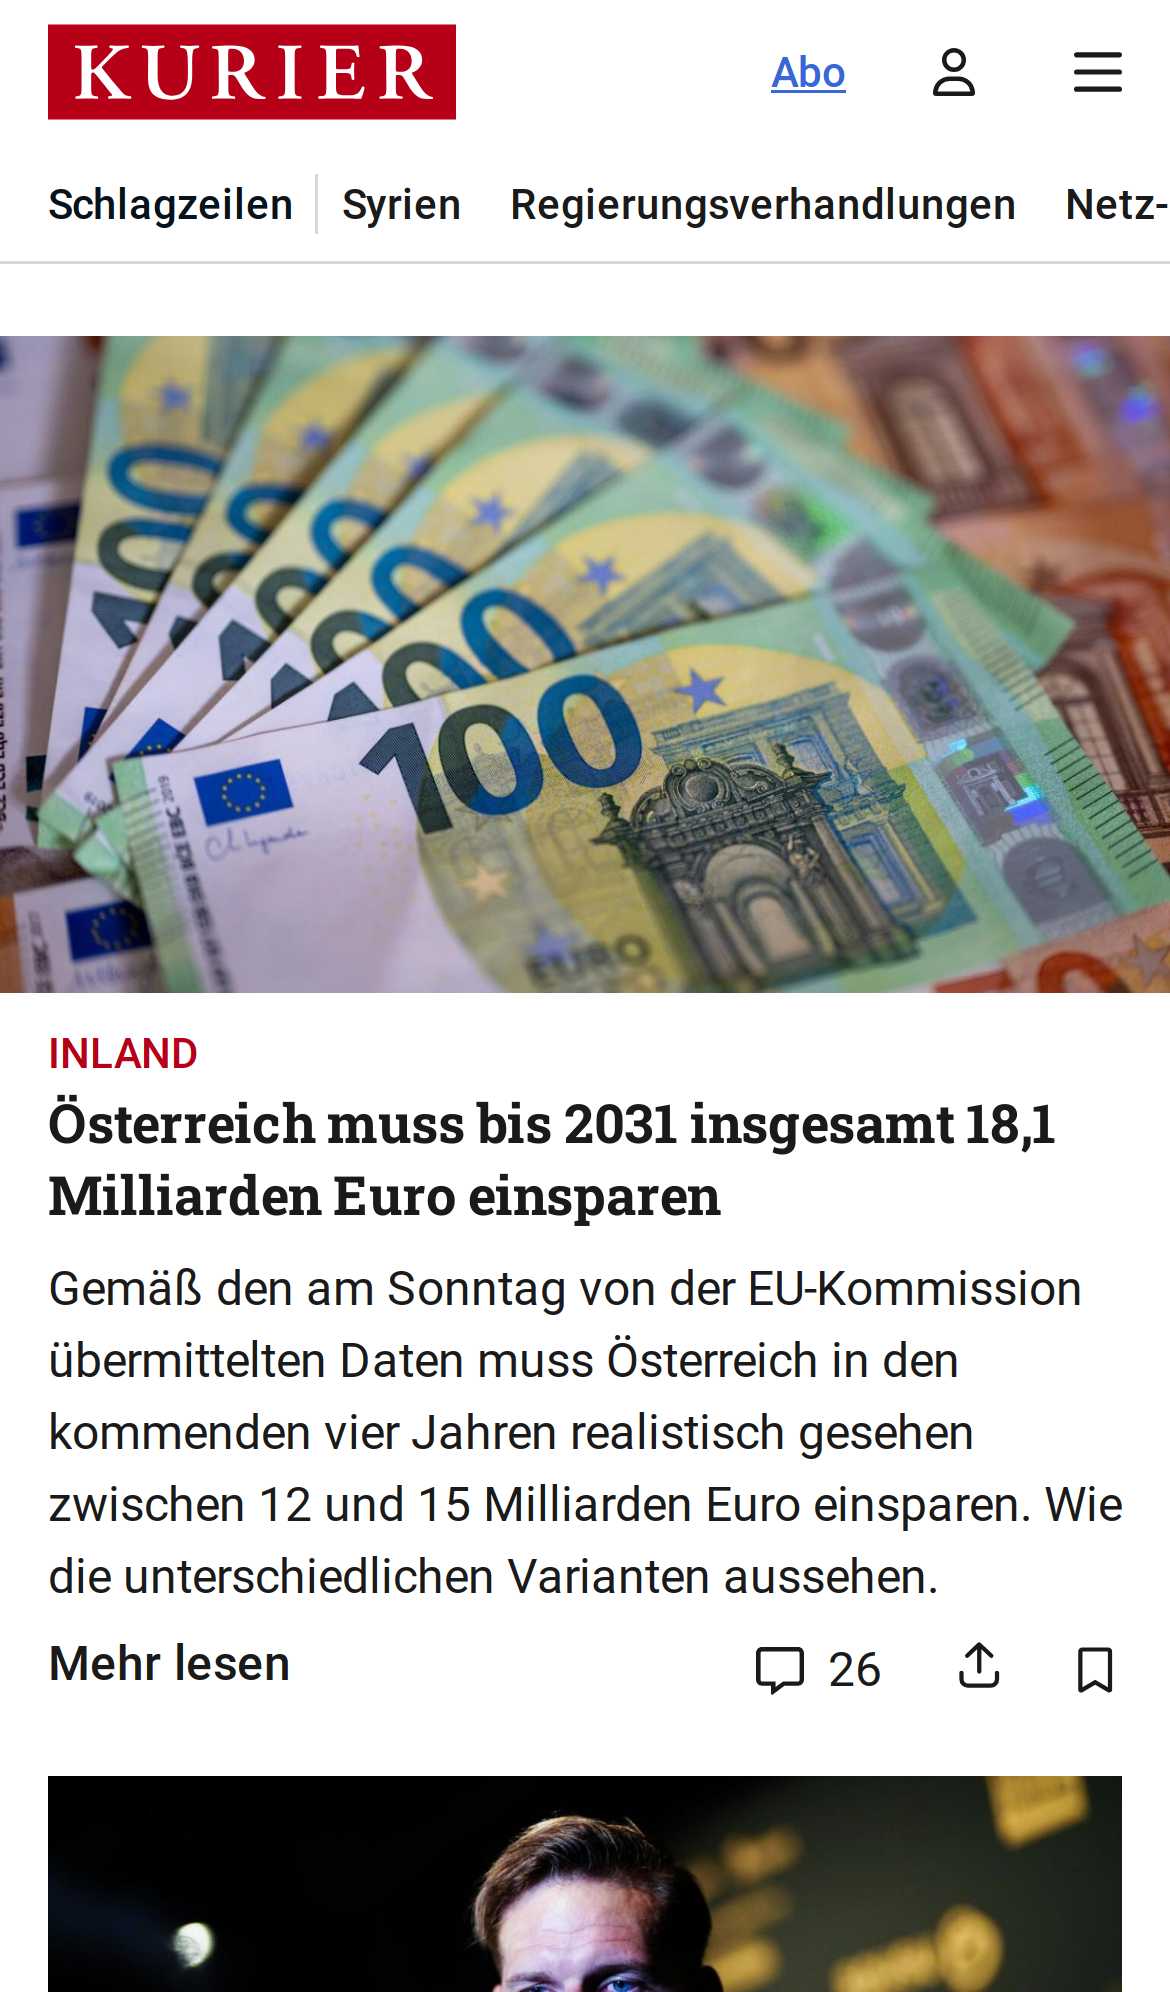 KURIER
Abo
Schlagzeilen Syrien Regierungsverhandlungen Netz-
100
100
100
EURO
INLAND
Österreich muss bis 2031 insgesamt 18,1
Milliarden Euro einsparen
Gemäß den am Sonntag von der EU-Kommission
übermittelten Daten muss Österreich in den
kommenden vier Jahren realistisch gesehen
zwischen 12 und 15 Milliarden Euro einsparen. Wie
die unterschiedlichen Varianten aussehen.
Mehr lesen 26